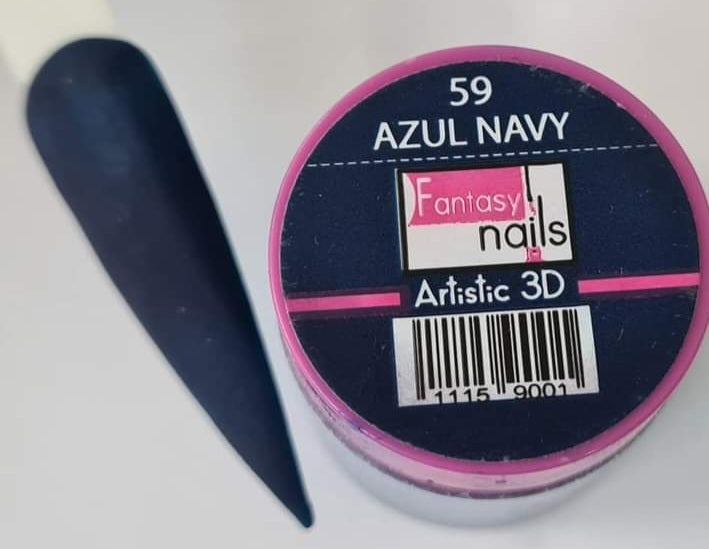 59
AZUL NAVY
Fantasy
nails
Artistic 3D
1115 9001